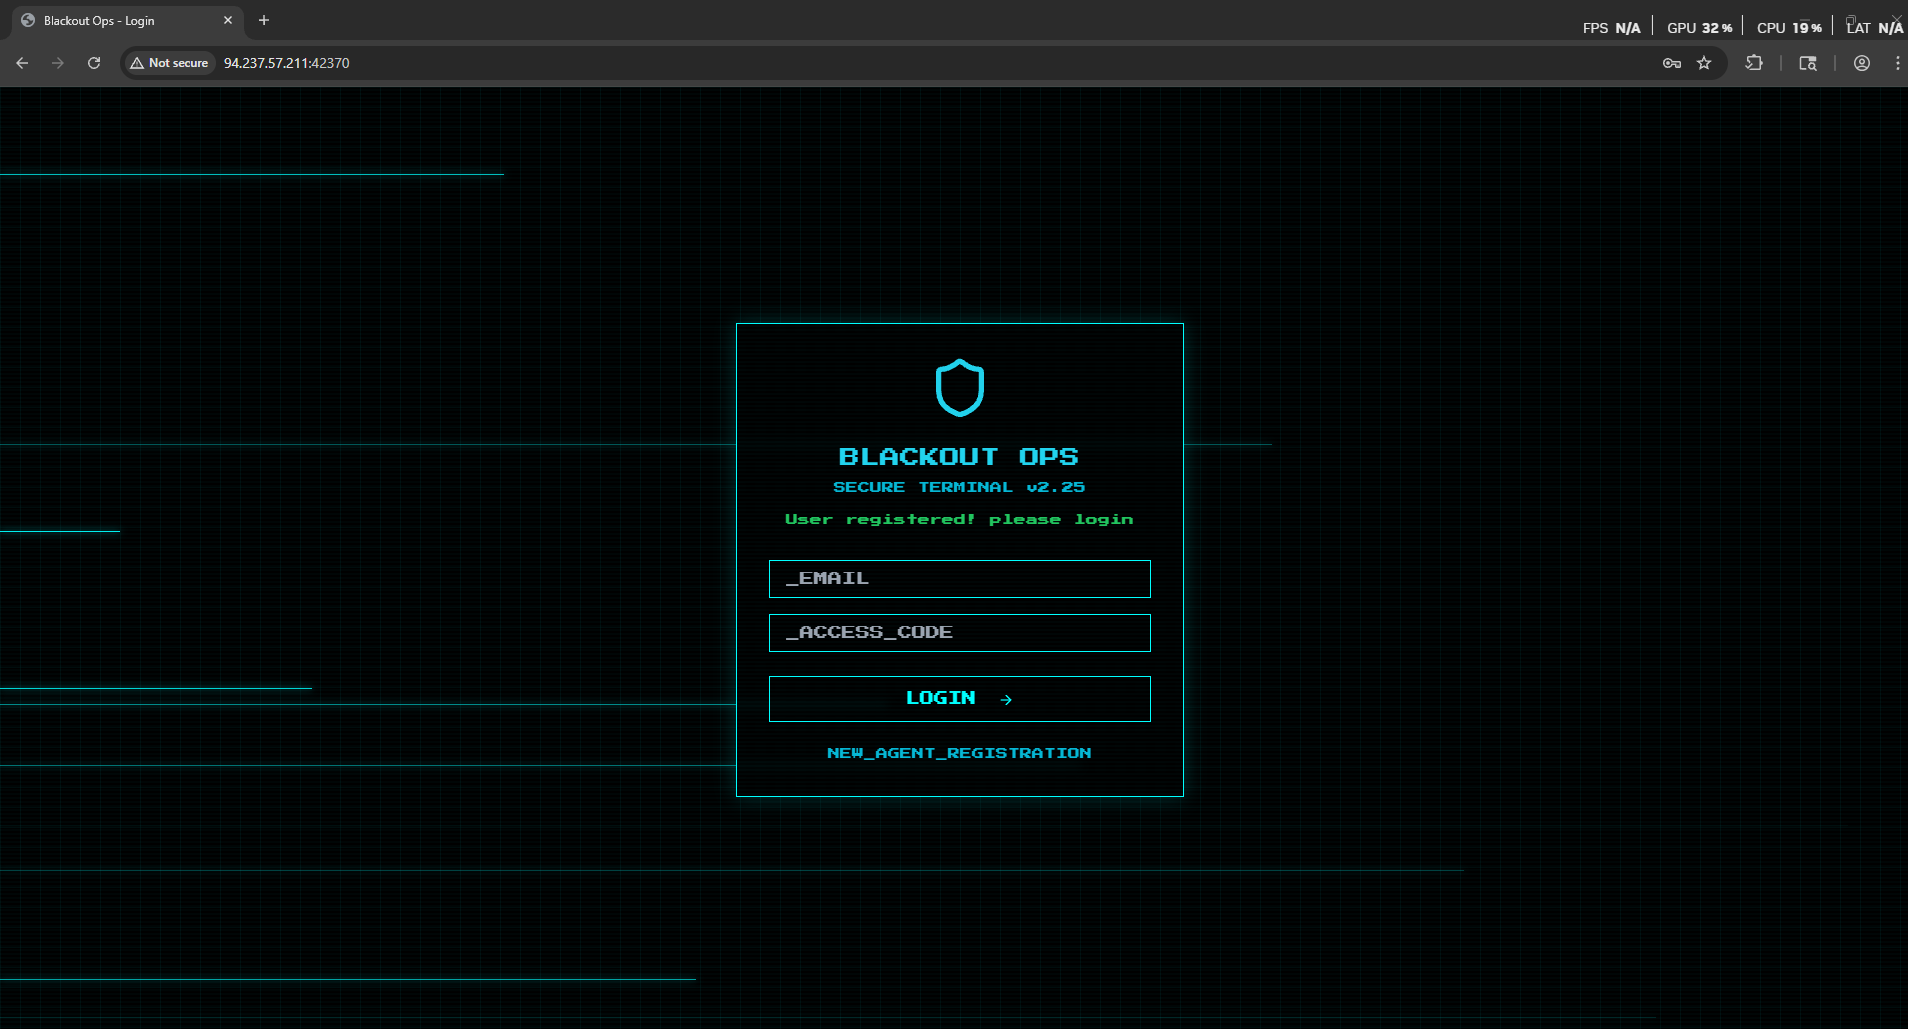 Blackout Ops - Login
FPS N/A GPU 32 % CPU 19 % LAT N/A
Not secure 94.237.57.211:42370
BLACKOUT OPS
SECURE TERMINAL v2.25
User registered! please login
_EMAIL
_ACCESS_CODE
LOGIN →
NEW_AGENT_REGISTRATION